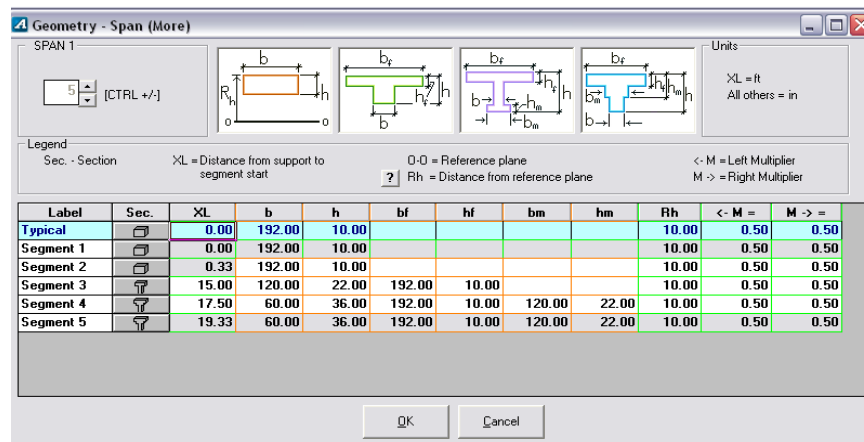 Geometry - Span (More)
SPAN 1
5 [CTRL +/-]
b
Rh
h
o o
bf
hf
h
b
bf
hf
h
b
hm
bm
bf
bm
hf
hm
h
b
Units
XL = ft
All others = in
Legend
Sec. - Section
XL = Distance from support to
segment start
O-O = Reference plane
? Rh = Distance from reference plane
<- M = Left Multiplier
M -> = Right Multiplier
Label Sec. XL b h bf hf bm hm Rh <- M = M -> =
Typical 0.00 192.00 10.00 10.00 0.50 0.50
Segment 1 0.00 192.00 10.00 10.00 0.50 0.50
Segment 2 0.33 192.00 10.00 10.00 0.50 0.50
Segment 3 15.00 120.00 22.00 192.00 10.00 10.00 0.50 0.50
Segment 4 17.50 60.00 36.00 192.00 10.00 120.00 22.00 10.00 0.50 0.50
Segment 5 19.33 60.00 36.00 192.00 10.00 120.00 22.00 10.00 0.50 0.50
OK Cancel